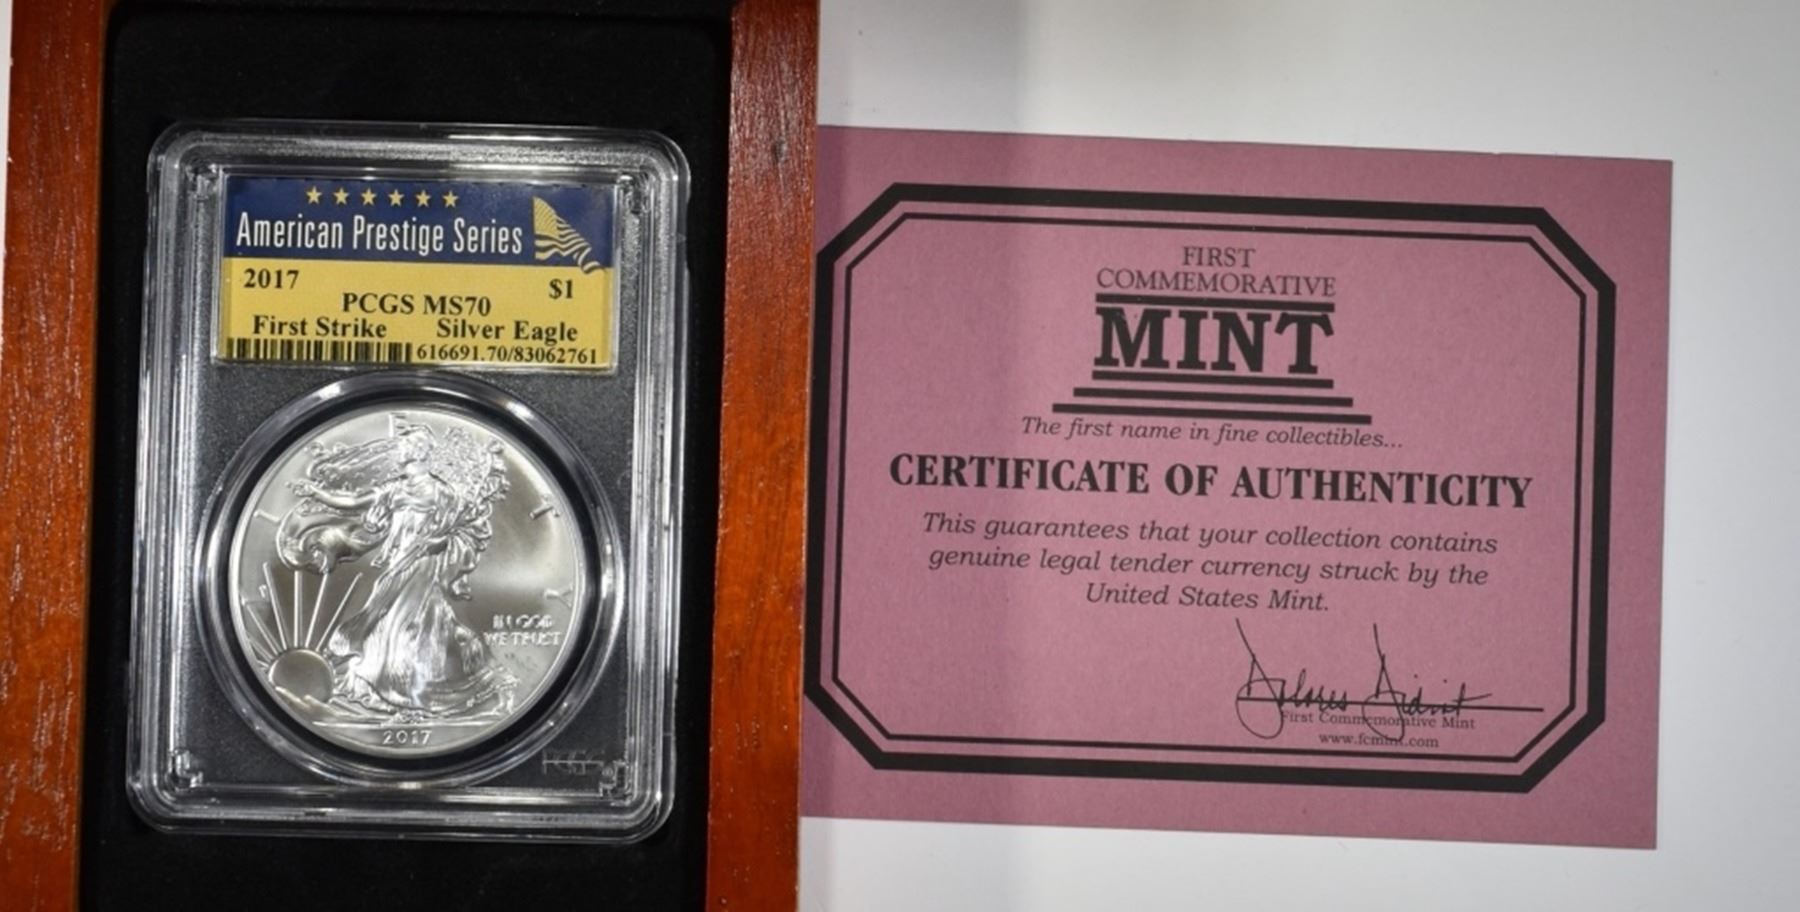 American Prestige Series
2017 $1
PCGS MS70
First Strike Silver Eagle
616691.70/83062761
IN GOD
WE TRUST
2017
PCGS
FIRST
COMMEMORATIVE
MINT
The first name in fine collectibles...
CERTIFICATE OF AUTHENTICITY
This guarantees that your collection contains
genuine legal tender currency struck by the
United States Mint.
First Commemorative Mint
www.fcmint.com